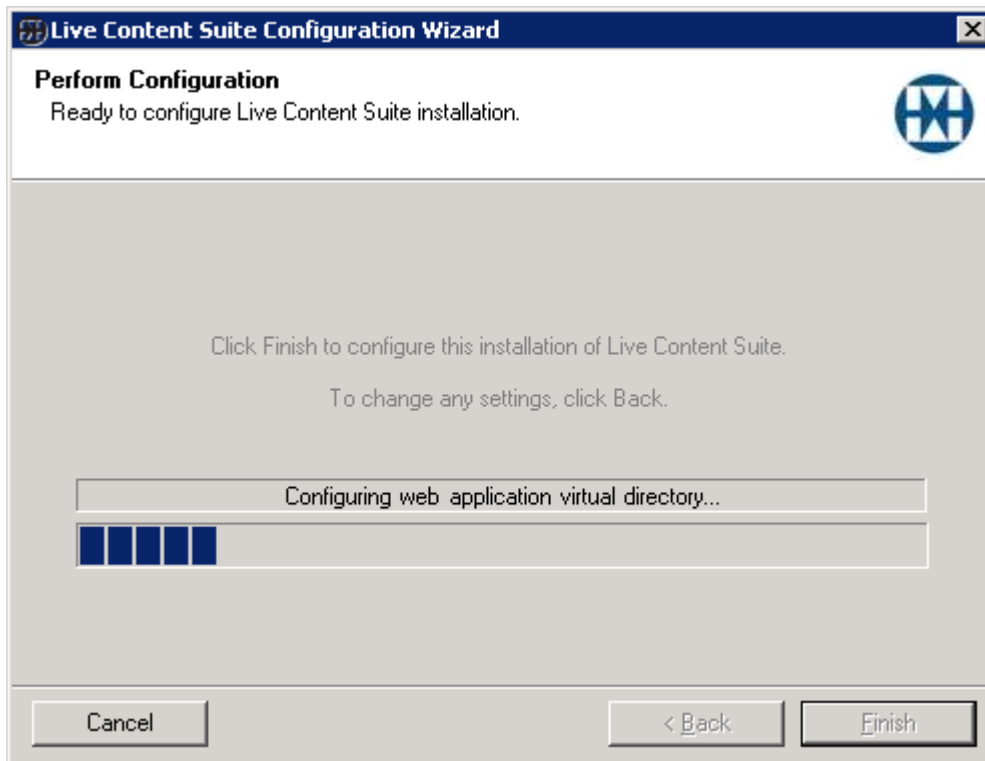 Live Content Suite Configuration Wizard
Perform Configuration
Ready to configure Live Content Suite installation.
Click Finish to configure this installation of Live Content Suite.
To change any settings, click Back.
Configuring web application virtual directory...
Cancel
< Back
Finish